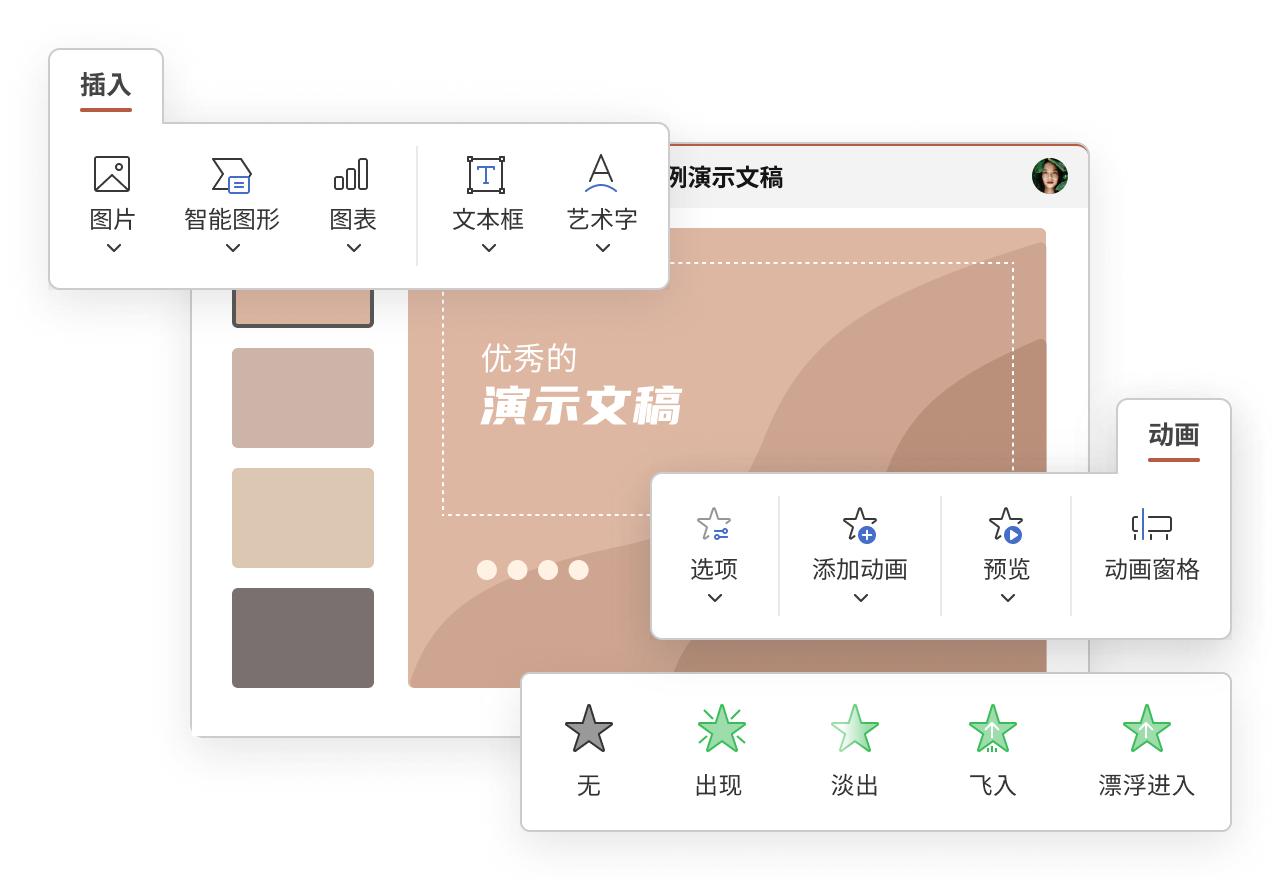 插入
图片
智能图形
图表
文本框
艺术字
例演示文稿
优秀的
演示文稿
动画
选项
添加动画
预览
动画窗格
无
出现
淡出
飞入
漂浮进入